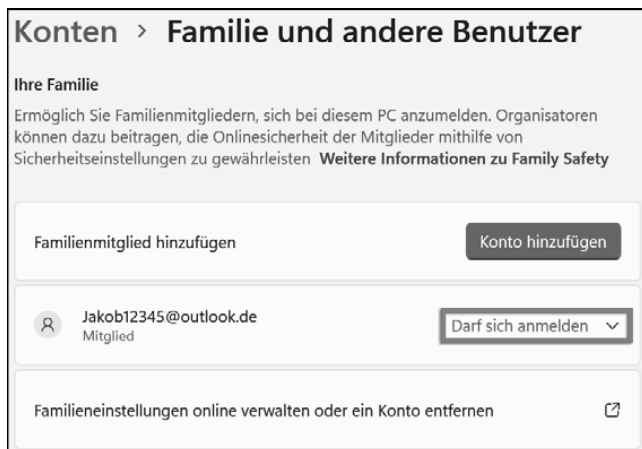 Konten > Familie und andere Benutzer
Ihre Familie
Ermöglich Sie Familienmitgliedern, sich bei diesem PC anzumelden. Organisatoren
können dazu beitragen, die Onlinesicherheit der Mitglieder mithilfe von
Sicherheitseinstellungen zu gewährleisten Weitere Informationen zu Family Safety
Familienmitglied hinzufügen
Konto hinzufügen
Jakob12345@outlook.de
Mitglied
Darf sich anmelden
Familieneinstellungen online verwalten oder ein Konto entfernen